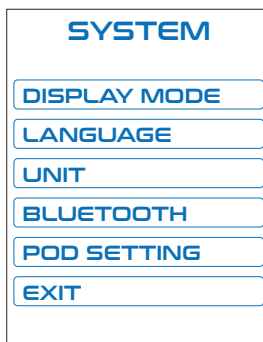 SYSTEM
DISPLAY MODE
LANGUAGE
UNIT
BLUETOOTH
POD SETTING
EXIT